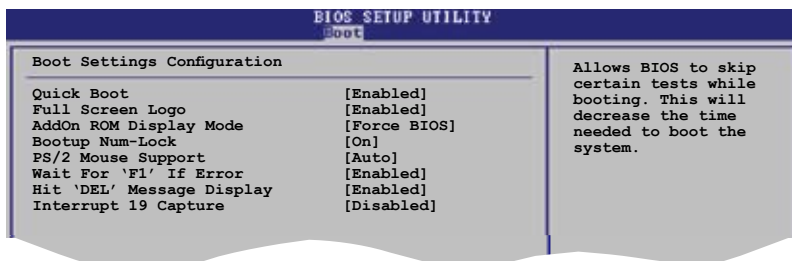 BIOS SETUP UTILITY
Boot
Boot Settings Configuration
Quick Boot [Enabled]
Full Screen Logo [Enabled]
AddOn ROM Display Mode [Force BIOS]
Bootup Num-Lock [On]
PS/2 Mouse Support [Auto]
Wait For ‘F1’ If Error [Enabled]
Hit ‘DEL’ Message Display [Enabled]
Interrupt 19 Capture [Disabled]
Allows BIOS to skip
certain tests while
booting. This will
decrease the time
needed to boot the
system.